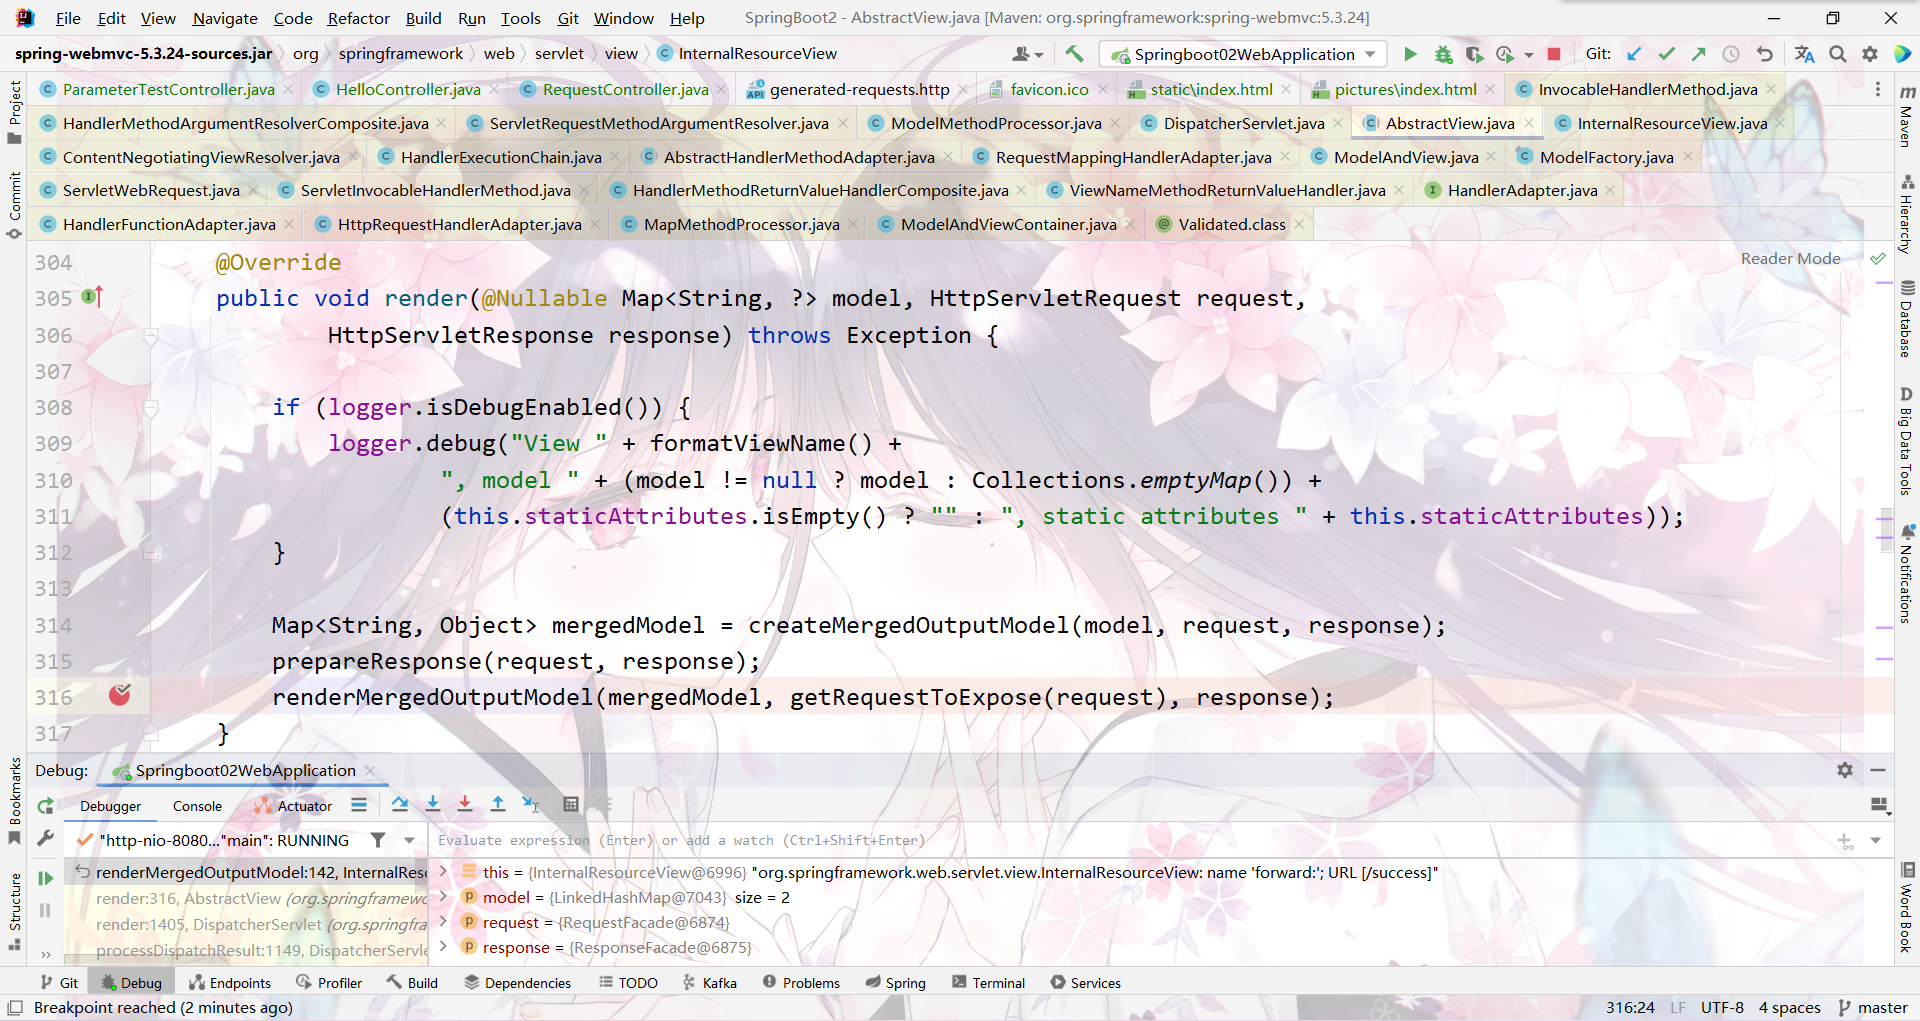 File Edit View Navigate Code Refactor Build Run Tools Git Window Help SpringBoot2 - AbstractView.java [Maven: org.springframework:spring-webmvc:5.3.24]
spring-webmvc-5.3.24-sources.jar org springframework web servlet view InternalResourceView Springboot02WebApplication Git:
ParameterTestController.java HelloController.java RequestController.java generated-requests.http favicon.ico static\index.html pictures\index.html InvocableHandlerMethod.java
HandlerMethodArgumentResolverComposite.java ServletRequestMethodArgumentResolver.java ModelMethodProcessor.java DispatcherServlet.java AbstractView.java InternalResourceView.java
ContentNegotiatingViewResolver.java HandlerExecutionChain.java AbstractHandlerMethodAdapter.java RequestMappingHandlerAdapter.java ModelAndView.java ModelFactory.java
ServletWebRequest.java ServletInvocableHandlerMethod.java HandlerMethodReturnValueHandlerComposite.java ViewNameMethodReturnValueHandler.java HandlerAdapter.java
HandlerFunctionAdapter.java HttpRequestHandlerAdapter.java MapMethodProcessor.java ModelAndViewContainer.java Validated.class
Reader Mode
304 @Override
305 public void render(@Nullable Map<String, ?> model, HttpServletRequest request,
306 HttpServletResponse response) throws Exception {
307
308 if (logger.isDebugEnabled()) {
309 logger.debug("View " + formatViewName() +
310 ", model " + (model != null ? model : Collections.emptyMap()) +
311 (this.staticAttributes.isEmpty() ? "" : ", static attributes " + this.staticAttributes));
312 }
313
314 Map<String, Object> mergedModel = createMergedOutputModel(model, request, response);
315 prepareResponse(request, response);
316 renderMergedOutputModel(mergedModel, getRequestToExpose(request), response);
317 }
Project
Commit
Bookmarks
Structure
Maven
Hierarchy
Database
Big Data Tools
Notifications
Word Book
Debug: Springboot02WebApplication
Debugger Console Actuator
"http-nio-8080..."main": RUNNING
Evaluate expression (Enter) or add a watch (Ctrl+Shift+Enter)
renderMergedOutputModel:142, InternalReso
render:316, AbstractView (org.springframewo
render:1405, DispatcherServlet (org.springfra
processDispatchResult:1149, DispatcherServle
this = {InternalResourceView@6996} "org.springframework.web.servlet.view.InternalResourceView: name 'forward:'; URL [/success]"
model = {LinkedHashMap@7043} size = 2
request = {RequestFacade@6874}
response = {ResponseFacade@6875}
Git Debug Endpoints Profiler Build Dependencies TODO Kafka Problems Spring Terminal Services
Breakpoint reached (2 minutes ago) 316:24 LF UTF-8 4 spaces master